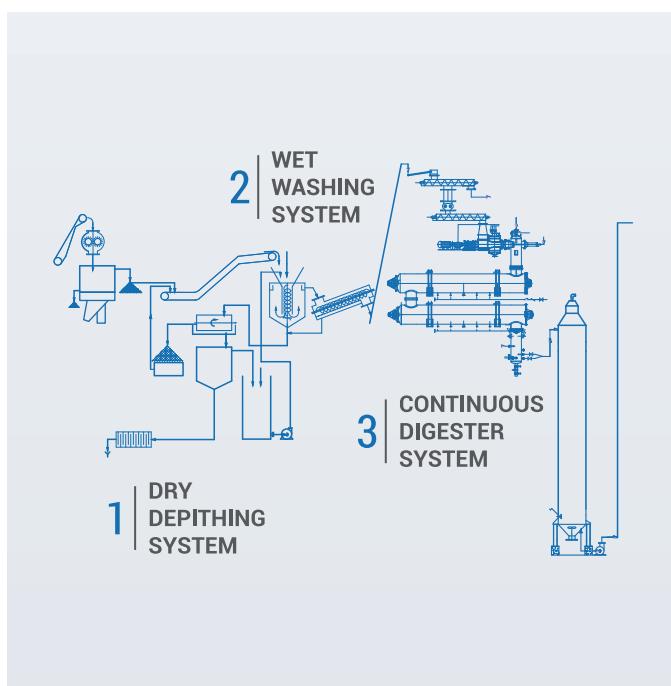 2
WET
WASHING
SYSTEM
3
CONTINUOUS
DIGESTER
SYSTEM
1
DRY
DEPITHING
SYSTEM